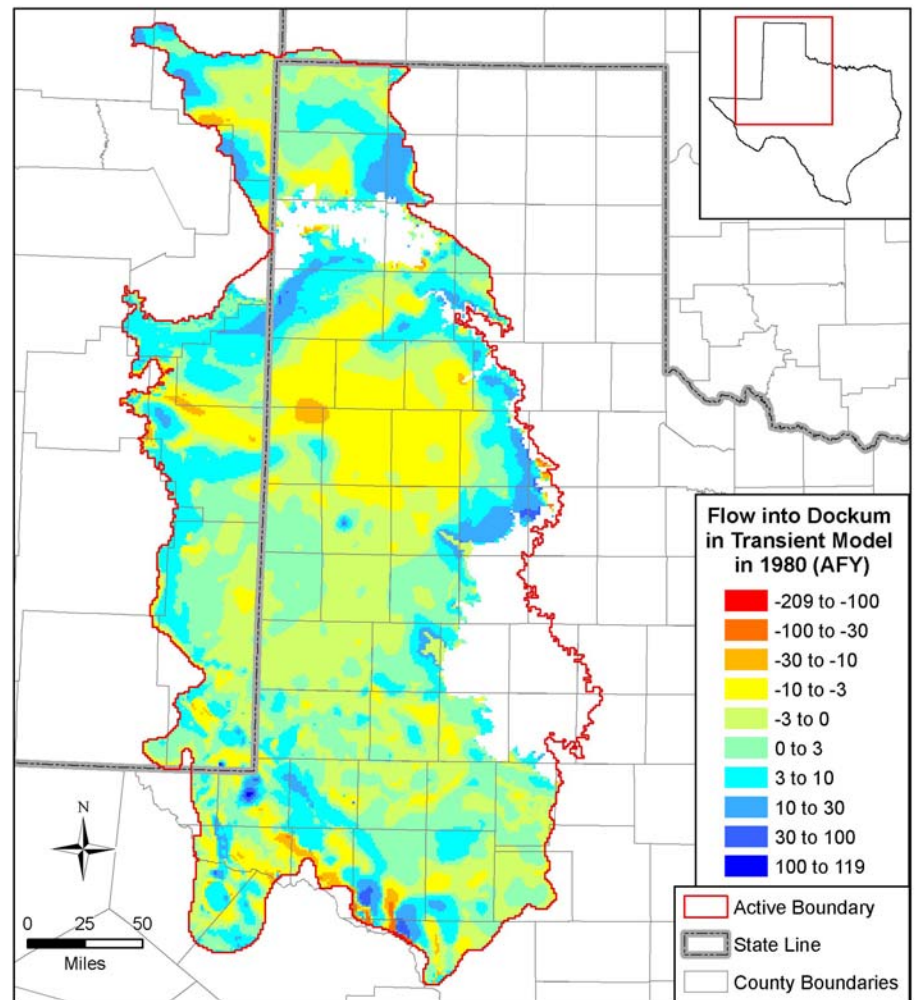 Flow into Dockum
in Transient Model
in 1980 (AFY)
-209 to -100
-100 to -30
-30 to -10
-10 to -3
-3 to 0
0 to 3
3 to 10
10 to 30
30 to 100
100 to 119
N
0 25 50
Miles
Active Boundary
State Line
County Boundaries